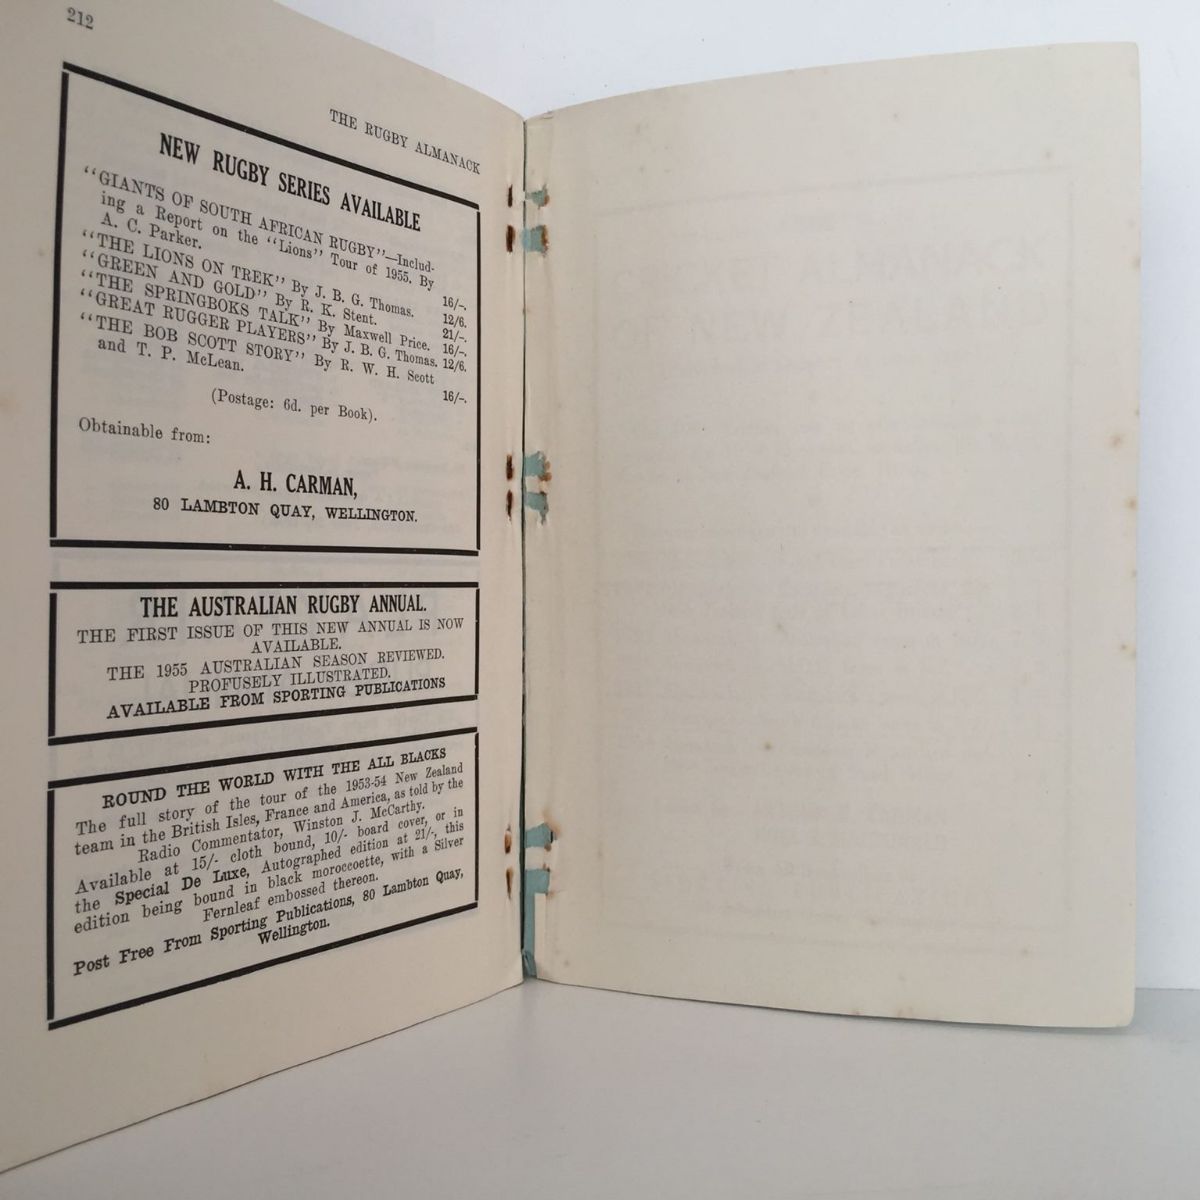 212
THE RUGBY ALMANACK
NEW RUGBY SERIES AVAILABLE
“GIANTS OF SOUTH AFRICAN RUGBY”—Includ-
ing a Report on the “Lions” Tour of 1955. By
A. C. Parker. 16/-.
“THE LIONS ON TREK” By J. B. G. Thomas. 12/6.
“GREEN AND GOLD” By R. K. Stent. 21/-.
“THE SPRINGBOKS TALK” By Maxwell Price. 16/-.
“GREAT RUGGER PLAYERS” By J. B. G. Thomas. 12/6.
“THE BOB SCOTT STORY” By R. W. H. Scott
and T. P. McLean. 16/-.
(Postage: 6d. per Book).
Obtainable from:
A. H. CARMAN,
80 LAMBTON QUAY, WELLINGTON.
THE AUSTRALIAN RUGBY ANNUAL.
THE FIRST ISSUE OF THIS NEW ANNUAL IS NOW
AVAILABLE.
THE 1955 AUSTRALIAN SEASON REVIEWED.
PROFUSELY ILLUSTRATED.
AVAILABLE FROM SPORTING PUBLICATIONS
ROUND THE WORLD WITH THE ALL BLACKS
The full story of the tour of the 1953-54 New Zealand
team in the British Isles, France and America, as told by the
Radio Commentator, Winston J. McCarthy.
Available at 15/- cloth bound, 10/- board cover, or in
the Special De Luxe, Autographed edition at 21/-, this
edition being bound in black moroccoette, with a Silver
Fernleaf embossed thereon.
Post Free From Sporting Publications, 80 Lambton Quay,
Wellington.